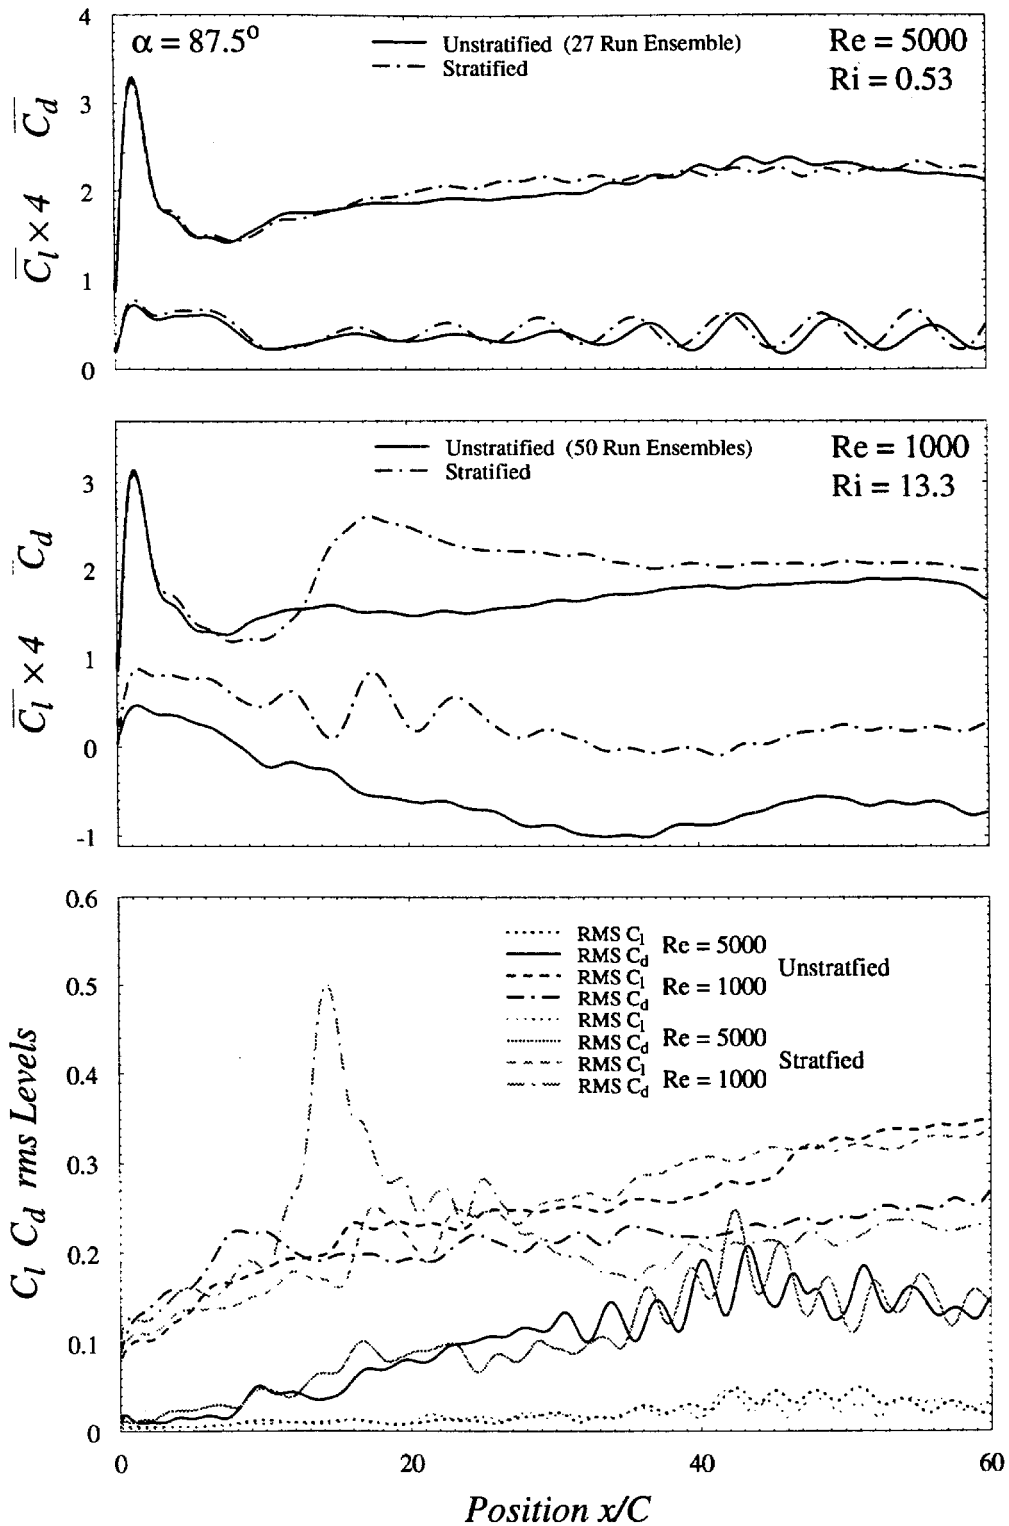 4
α = 87.5°
Unstratified (27 Run Ensemble)
Stratified
Re = 5000
Ri = 0.53
3
2
1
0
C̅l × 4 C̅d
Unstratified (50 Run Ensembles)
Stratified
Re = 1000
Ri = 13.3
3
2
1
0
-1
C̅l × 4 C̅d
0.6
0.5
0.4
0.3
0.2
0.1
0
Cl Cd rms Levels
RMS Cl
RMS Cd
Re = 5000
RMS Cl
RMS Cd
Re = 1000
Unstratfied
RMS Cl
RMS Cd
Re = 5000
RMS Cl
RMS Cd
Re = 1000
Stratfied
0 20 40 60
Position x/C